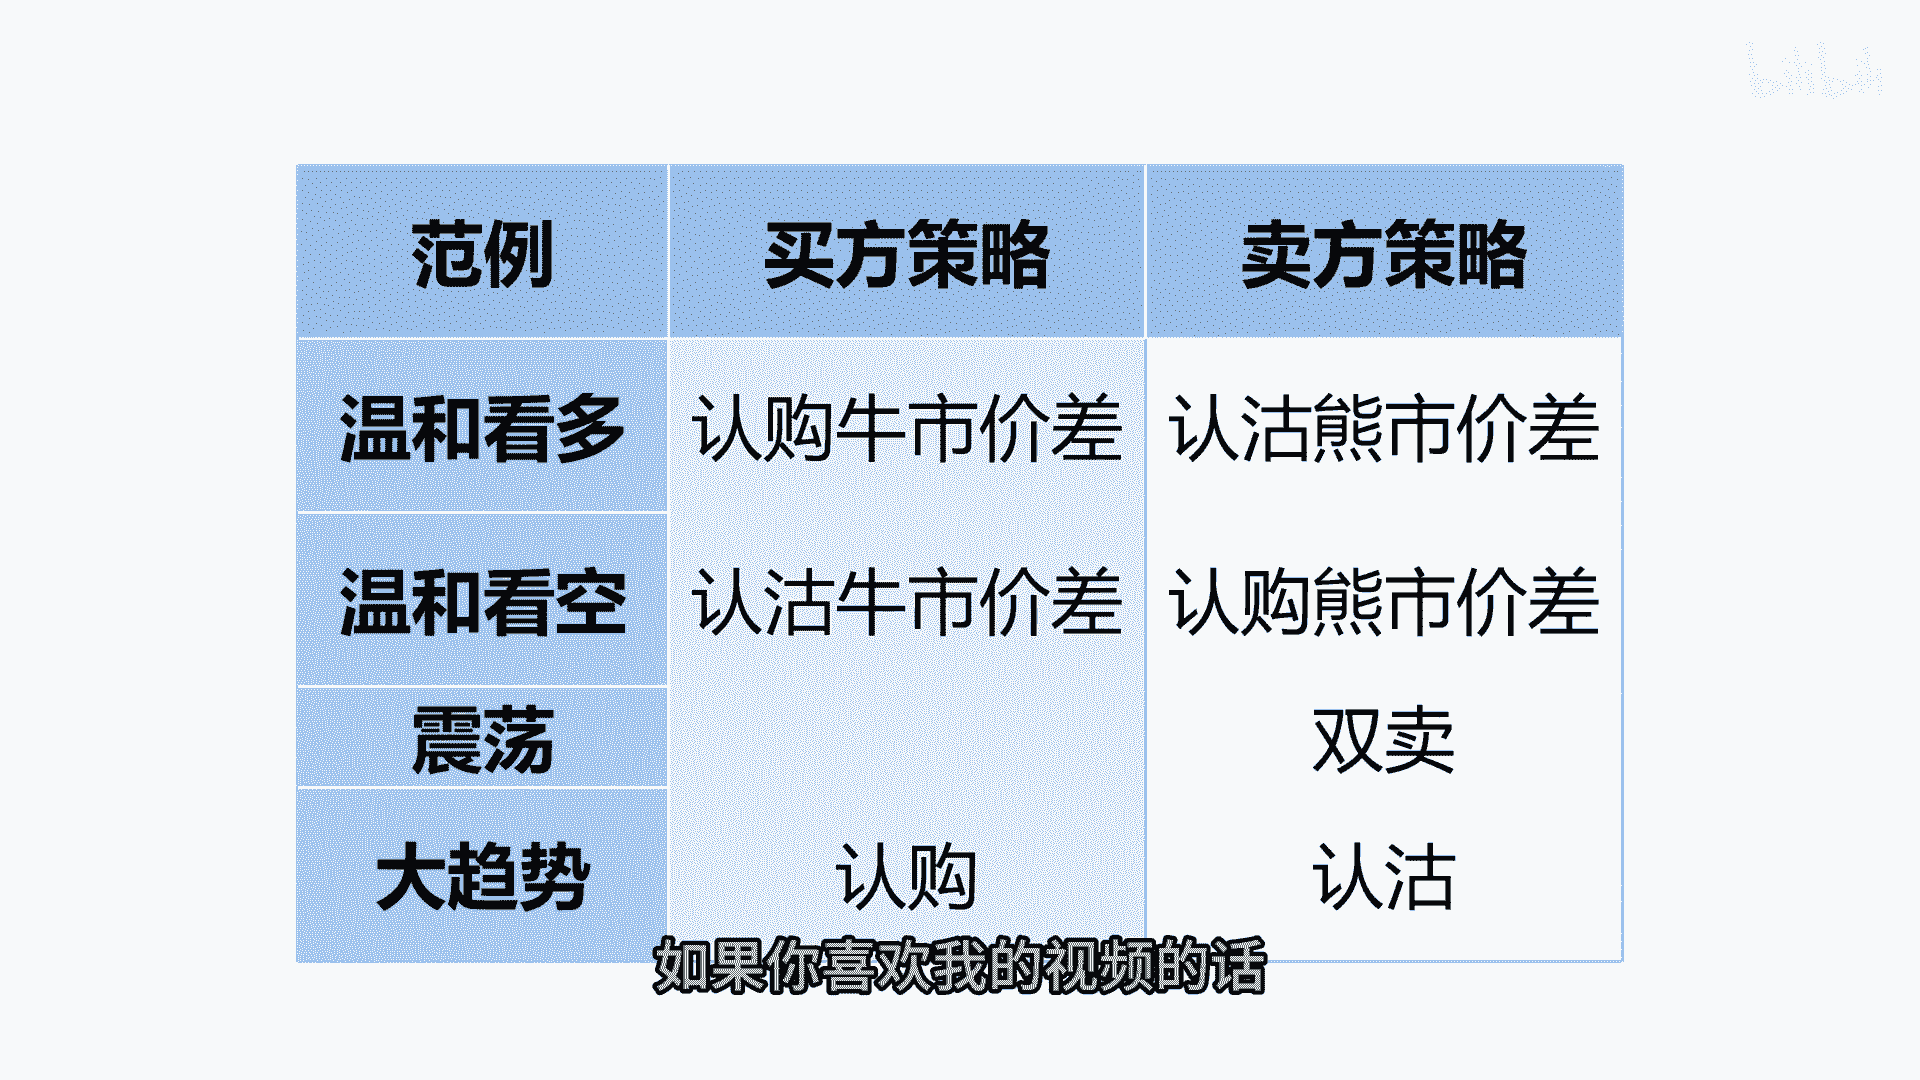 bilibili
范例 买方策略 卖方策略
温和看多 认购牛市价差 认沽熊市价差
温和看空 认沽牛市价差 认购熊市价差
震荡 双卖
大趋势 认购 认沽
如果你喜欢我的视频的话